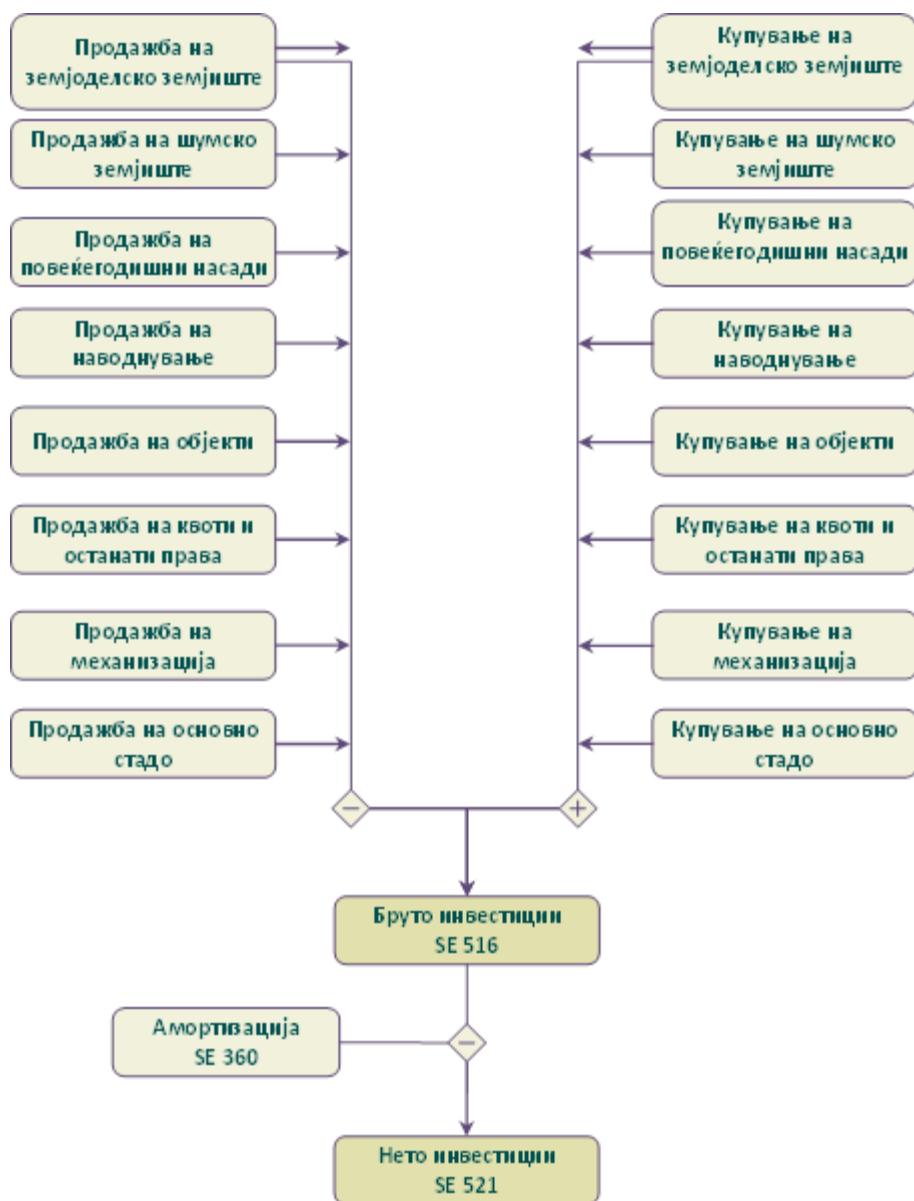 Продажба на
земјоделско земјиште
Купување на
земјоделско земјиште
Продажба на шумско
земјиште
Купување на шумско
земјиште
Продажба на
повеќегодишни насади
Купување на
повеќегодишни насади
Продажба на
наводнување
Купување на
наводнување
Продажба на објекти
Купување на објекти
Продажба на квоти и
останати права
Купување на квоти и
останати права
Продажба на
механизација
Купување на
механизација
Продажба на основно
стадо
Купување на основно
стадо
Бруто инвестиции
SE 516
Амортизација
SE 360
Нето инвестиции
SE 521